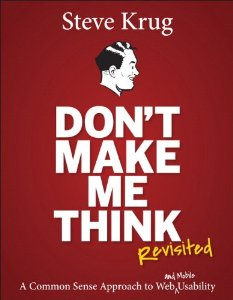 Steve Krug
DON'T
MAKE
ME
THINK
Revisited
and Mobile
A Common Sense Approach to Web Usability